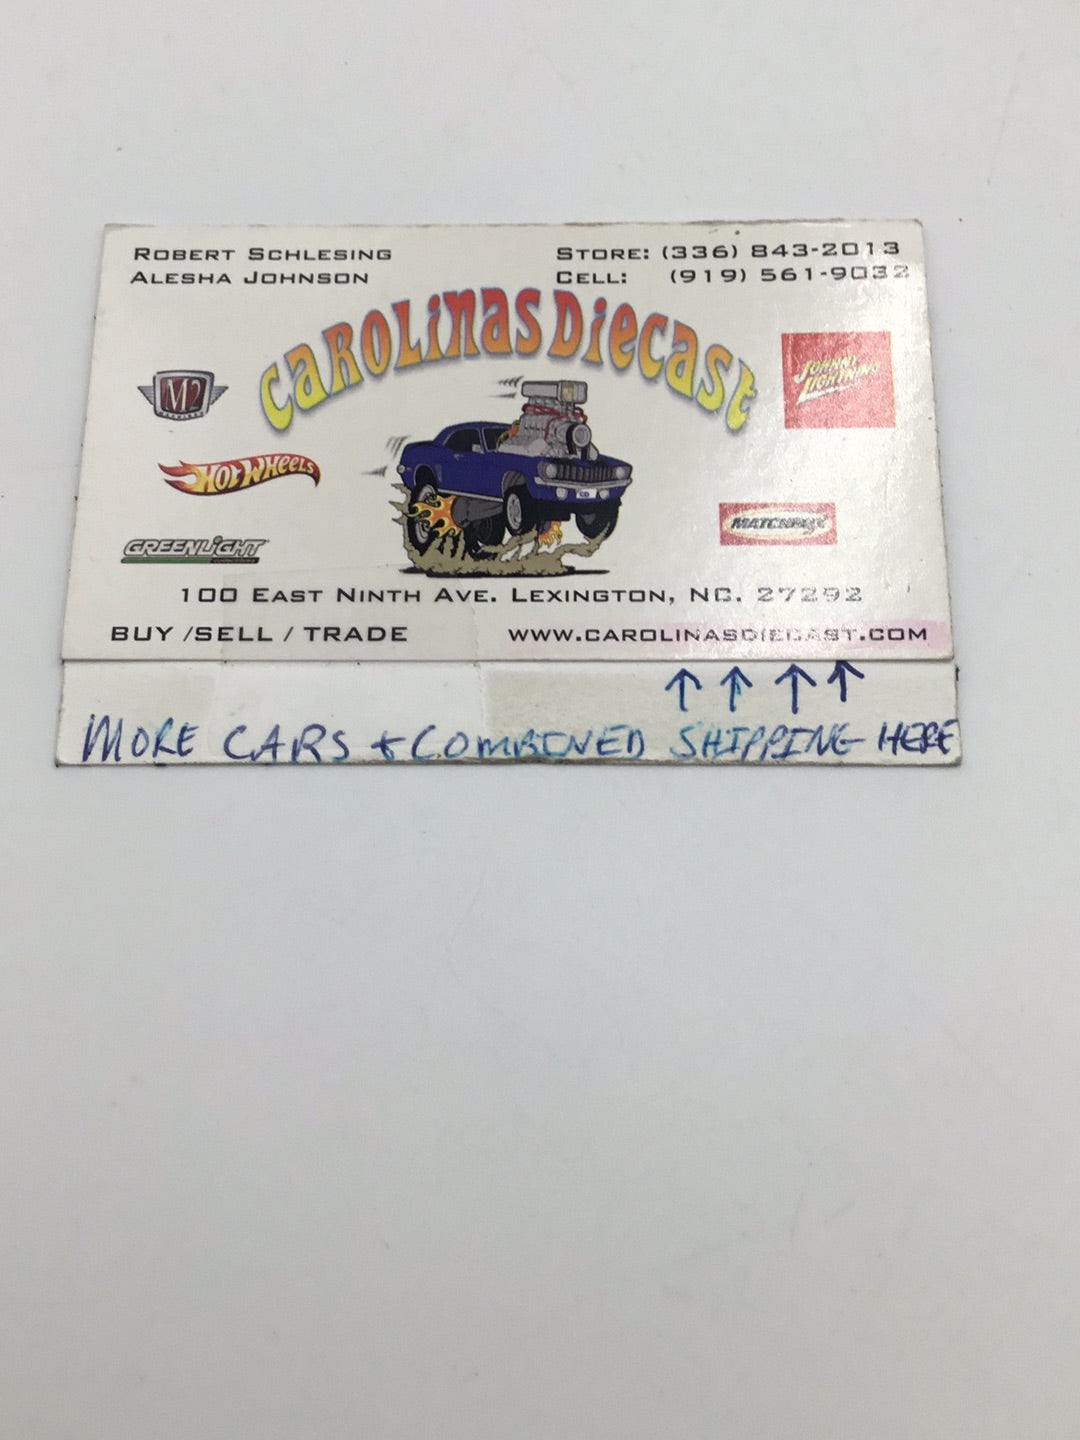 ROBERT SCHLESING
ALESHA JOHNSON
STORE: (336) 843-2013
CELL: (919) 561-9032
CAROLINAS DIECAST
M2
JOHNNY LIGHTNING
HOT WHEELS
MATCHBOX
GREENLIGHT
100 EAST NINTH AVE. LEXINGTON, NC. 27292
BUY /SELL / TRADE
WWW.CAROLINASDIECAST.COM
↑ ↑ ↑ ↑
MORE CARS + COMBINED SHIPPING HERE